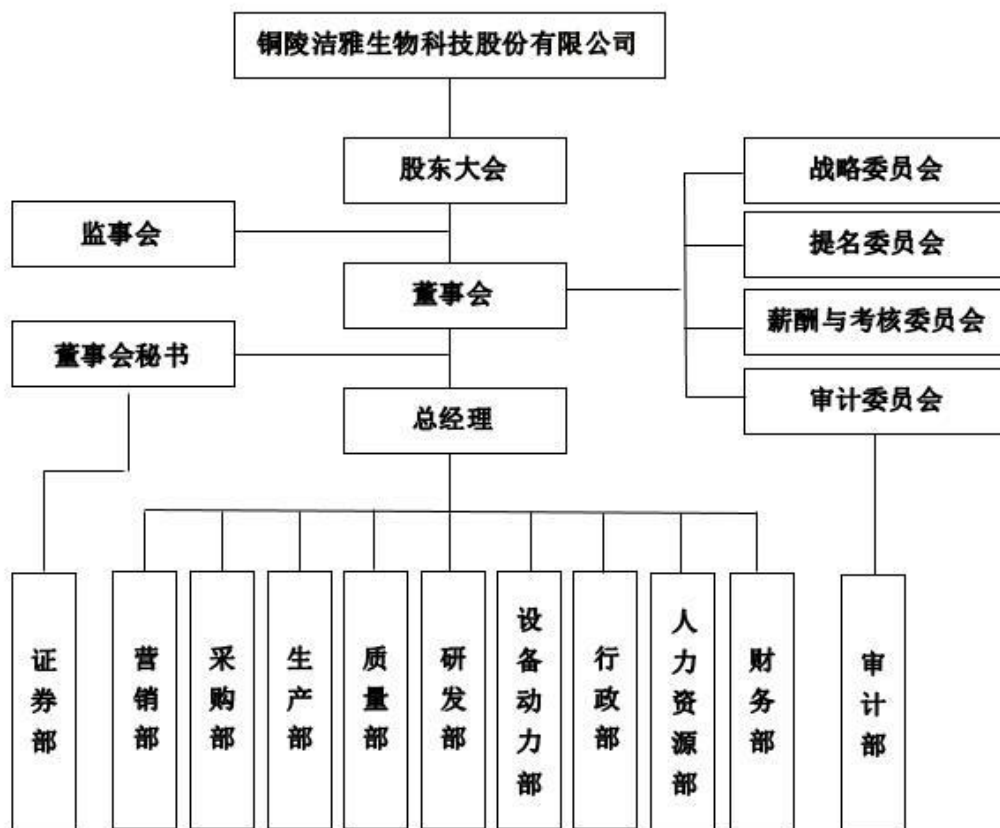 铜陵洁雅生物科技股份有限公司
股东大会
战略委员会
监事会
提名委员会
董事会
薪酬与考核委员会
董事会秘书
审计委员会
总经理
证券部
营销部
采购部
生产部
质量部
研发部
设备动力部
行政部
人力资源部
财务部
审计部